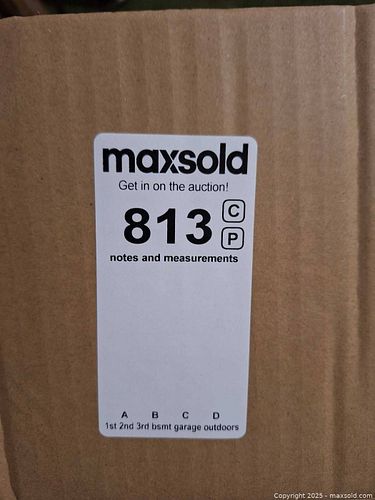 maxsold
Get in on the auction!
813 C
P
notes and measurements
A B C D
1st 2nd 3rd bsmt garage outdoors
Copyright 2025 - maxsold.com